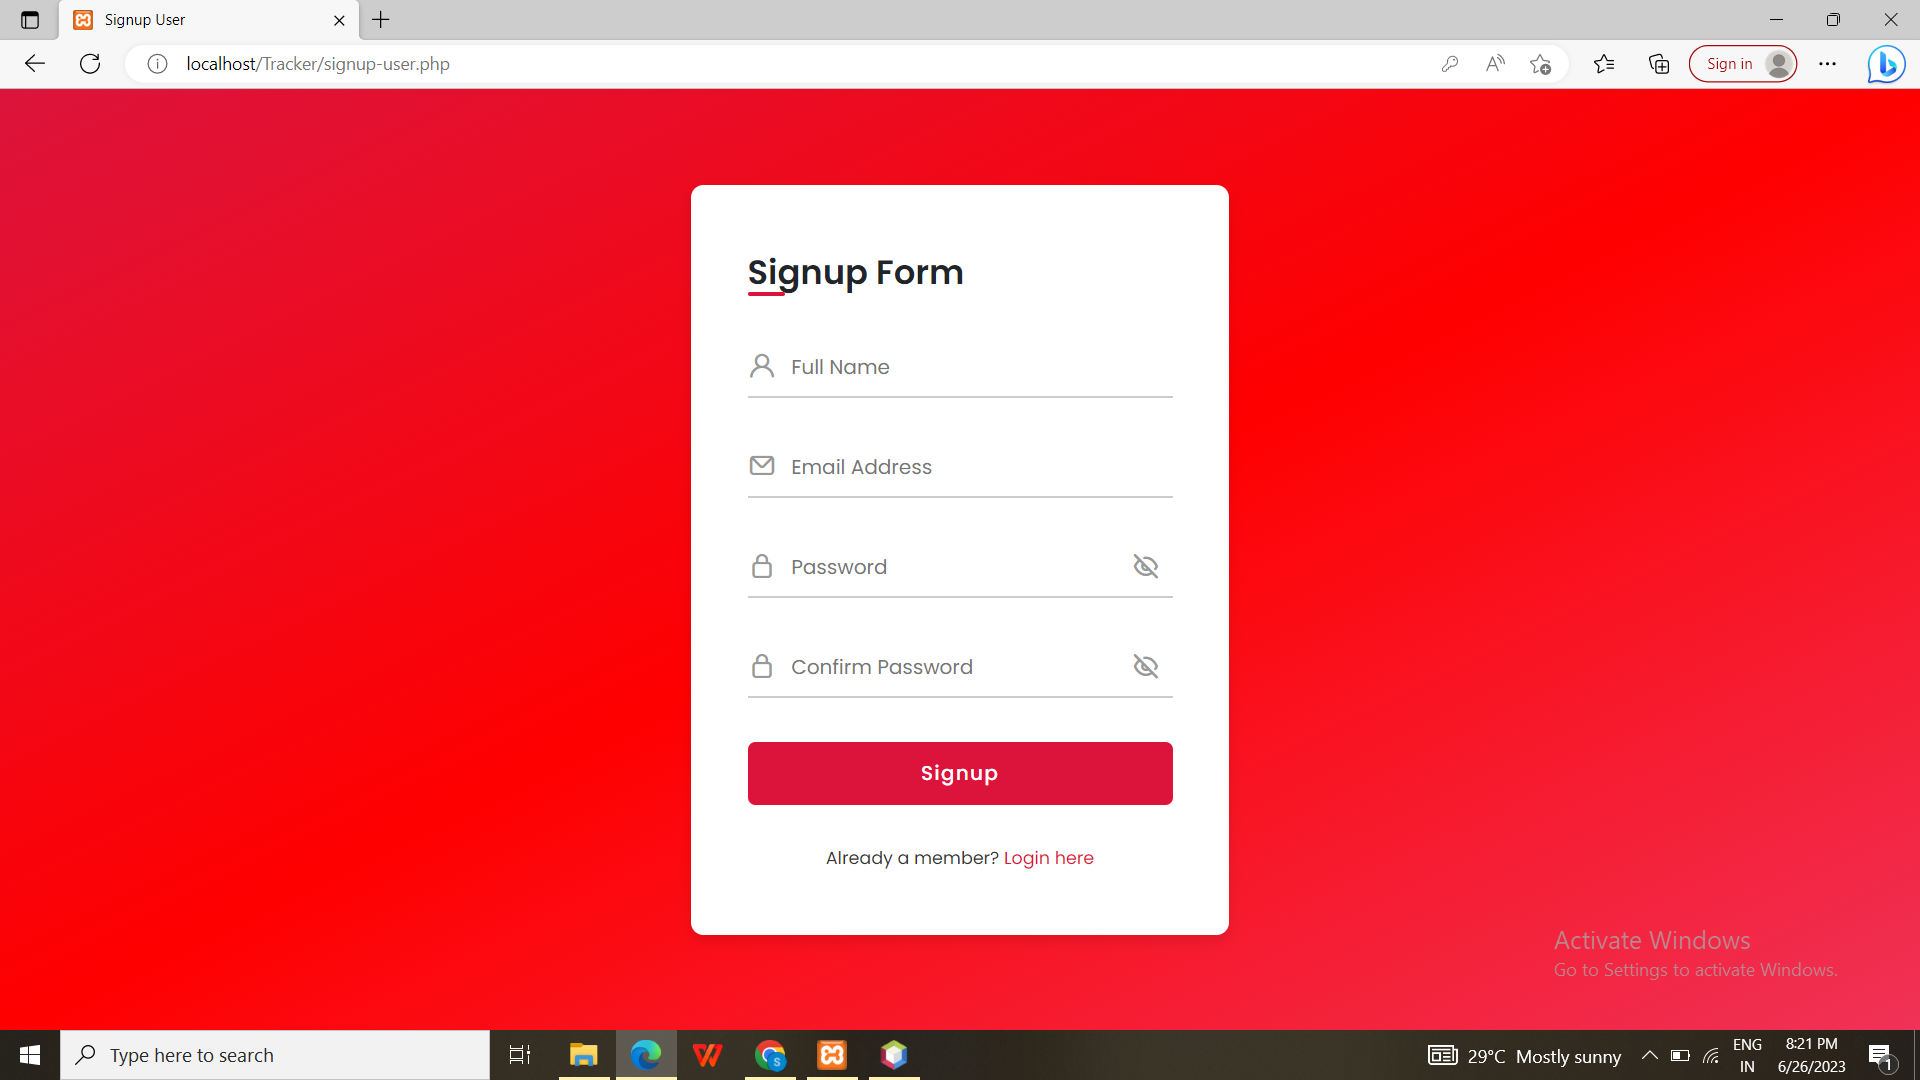 Signup User
localhost/Tracker/signup-user.php
Sign in
Signup Form
Full Name
Email Address
Password
Confirm Password
Signup
Already a member? Login here
Activate Windows
Go to Settings to activate Windows.
Type here to search
29°C Mostly sunny
ENG
IN
8:21 PM
6/26/2023
1